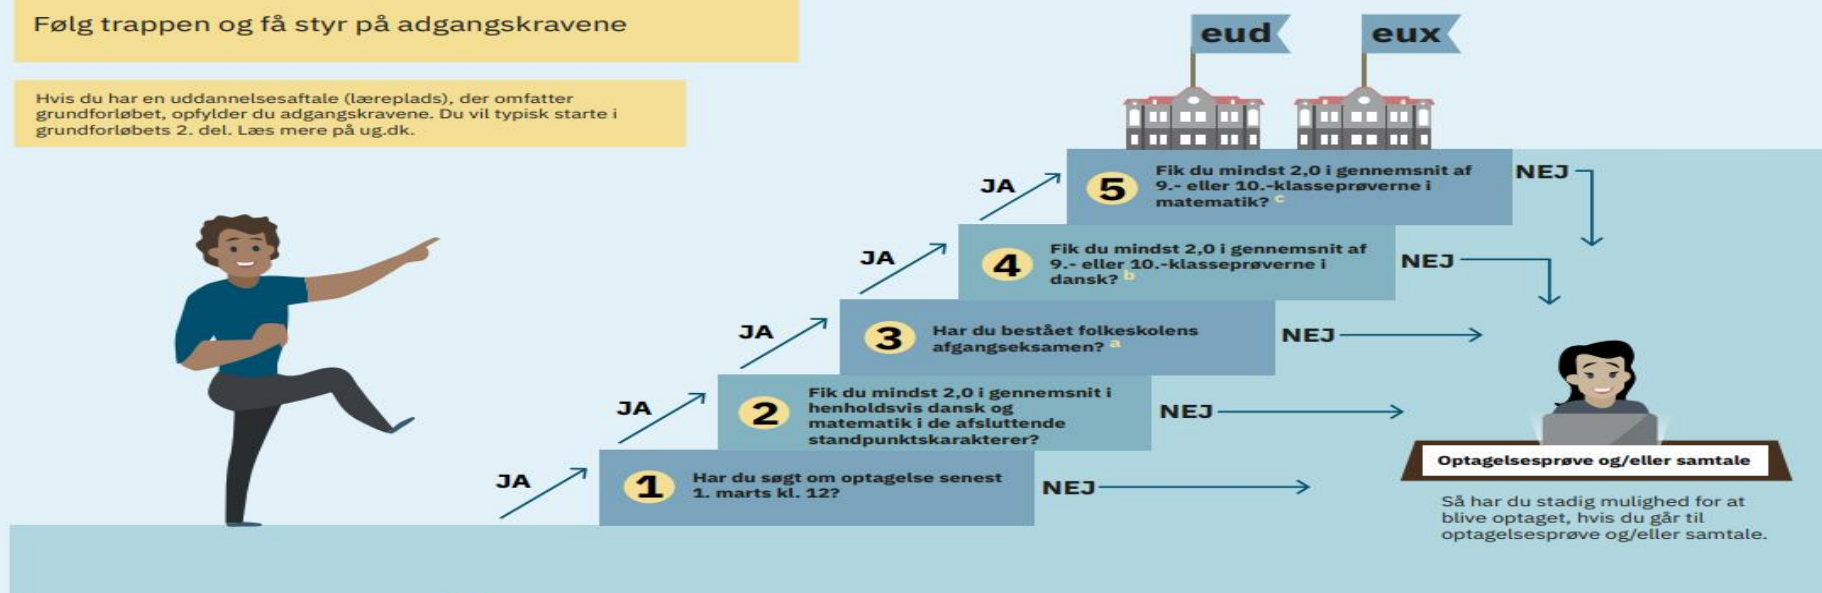 Følg trappen og få styr på adgangskravene
Hvis du har en uddannelsesaftale (læreplads), der omfatter
grundforløbet, opfylder du adgangskravene. Du vil typisk starte i
grundforløbets 2. del. Læs mere på ug.dk.
eud
eux
JA
5
Fik du mindst 2,0 i gennemsnit af
9.- eller 10.-klasseprøverne i
matematik? c
NEJ
JA
4
Fik du mindst 2,0 i gennemsnit af
9.- eller 10.-klasseprøverne i
dansk? b
NEJ
JA
3
Har du bestået folkeskolens
afgangseksamen? a
NEJ
JA
2
Fik du mindst 2,0 i gennemsnit i
henholdsvis dansk og
matematik i de afsluttende
standpunktskarakterer?
NEJ
JA
1
Har du søgt om optagelse senest
1. marts kl. 12?
NEJ
Optagelsesprøve og/eller samtale
Så har du stadig mulighed for at
blive optaget, hvis du går til
optagelsesprøve og/eller samtale.